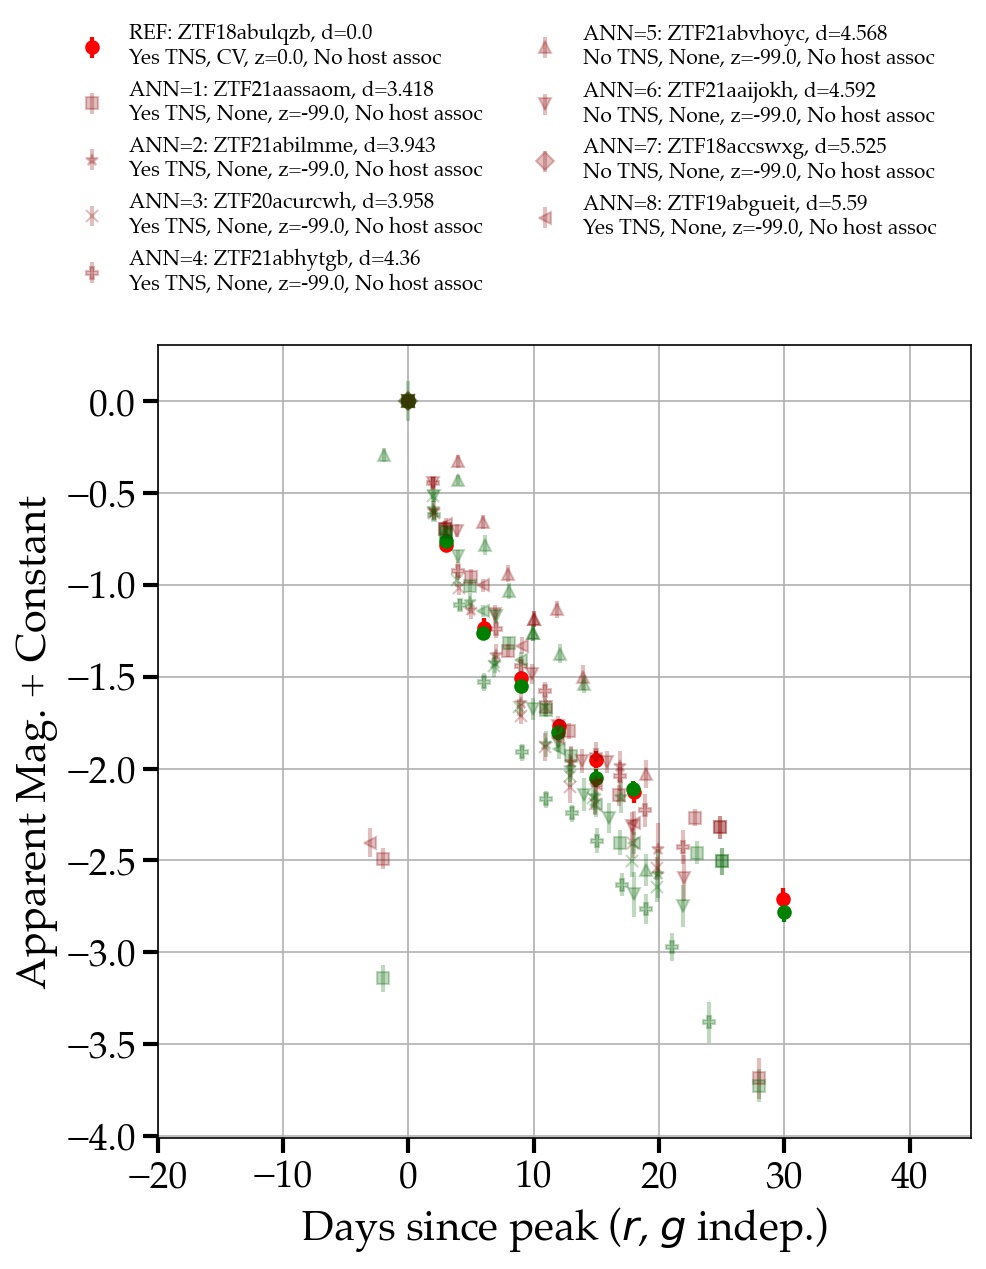 REF: ZTF18abulqzb, d=0.0
Yes TNS, CV, z=0.0, No host assoc
ANN=1: ZTF21aassaom, d=3.418
Yes TNS, None, z=-99.0, No host assoc
ANN=2: ZTF21abilmme, d=3.943
Yes TNS, None, z=-99.0, No host assoc
ANN=3: ZTF20acurcwh, d=3.958
Yes TNS, None, z=-99.0, No host assoc
ANN=4: ZTF21abhytgb, d=4.36
Yes TNS, None, z=-99.0, No host assoc
ANN=5: ZTF21abvhoyc, d=4.568
No TNS, None, z=-99.0, No host assoc
ANN=6: ZTF21aaijokh, d=4.592
No TNS, None, z=-99.0, No host assoc
ANN=7: ZTF18accswxg, d=5.525
No TNS, None, z=-99.0, No host assoc
ANN=8: ZTF19abgueit, d=5.59
Yes TNS, None, z=-99.0, No host assoc
Apparent Mag. + Constant
0.0
−0.5
−1.0
−1.5
−2.0
−2.5
−3.0
−3.5
−4.0
−20 −10 0 10 20 30 40
Days since peak (r, g indep.)